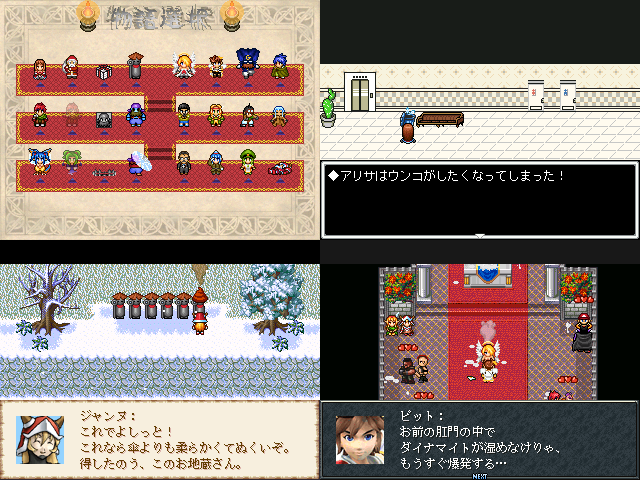 物語選択
◆アリサはウンコがしたくなってしまった！
ジャンヌ：
これでよしっと！
これなら傘よりも柔らかくてぬくいぞ。
得したのう、このお地蔵さん。
ピット：
お前の肛門の中で
ダイナマイトが湿めなけりゃ、
もうすぐ爆発する…
NEXT